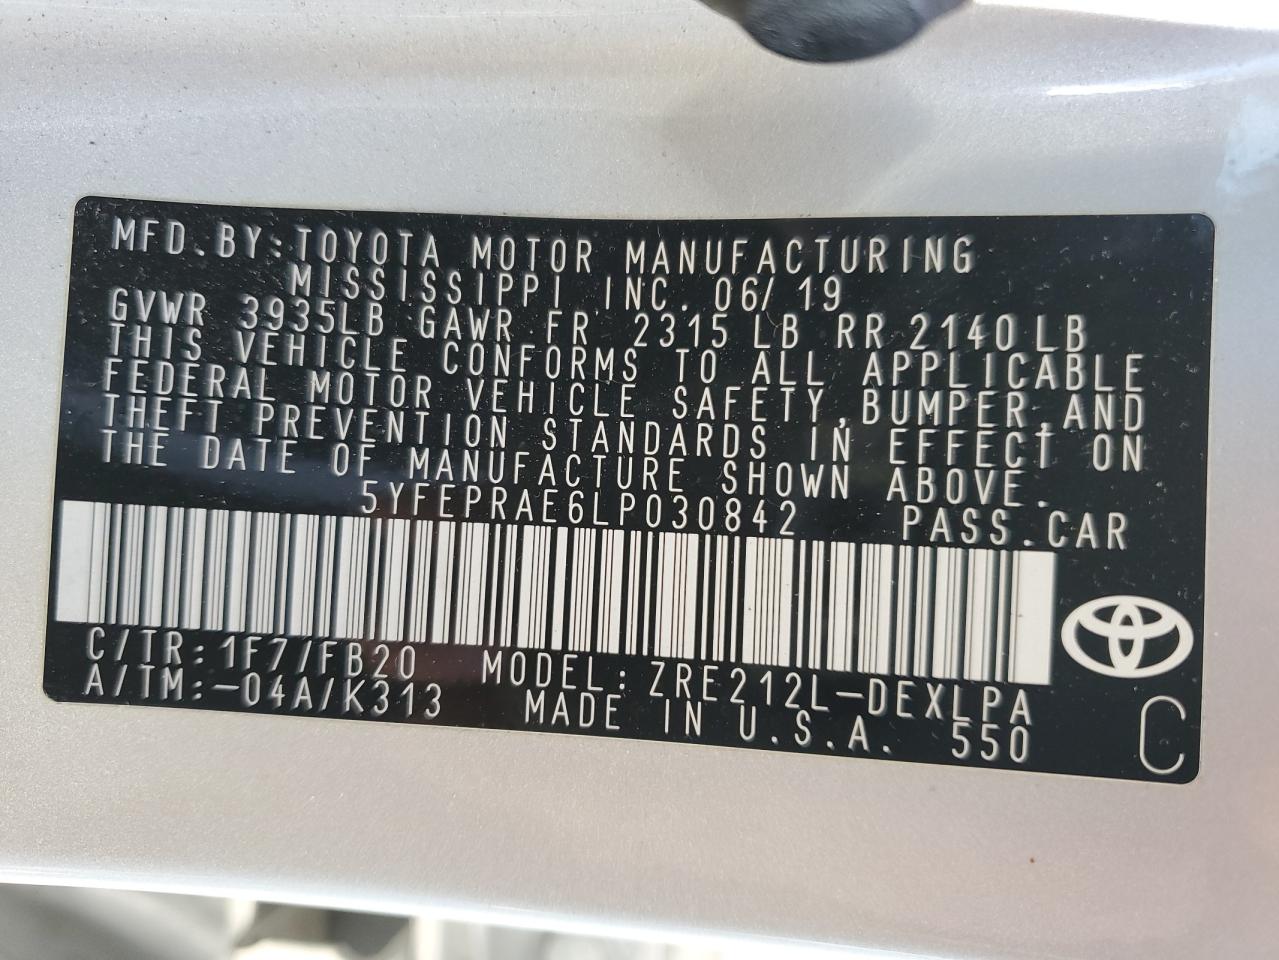 MFD.BY:TOYOTA MOTOR MANUFACTURING
MISSISSIPPI INC. 06/19
GVWR 3935LB GAWR FR 2315 LB RR 2140 LB
THIS VEHICLE CONFORMS TO ALL APPLICABLE
FEDERAL MOTOR VEHICLE SAFETY,BUMPER,AND
THEFT PREVENTION STANDARDS IN EFFECT ON
THE DATE OF MANUFACTURE SHOWN ABOVE.
5YFEPRAE6LP030842 PASS.CAR
C/TR:1F7/FB20 MODEL:ZRE212L-DEXLPA
A/TM:-04A/K313 MADE IN U.S.A. 550
C